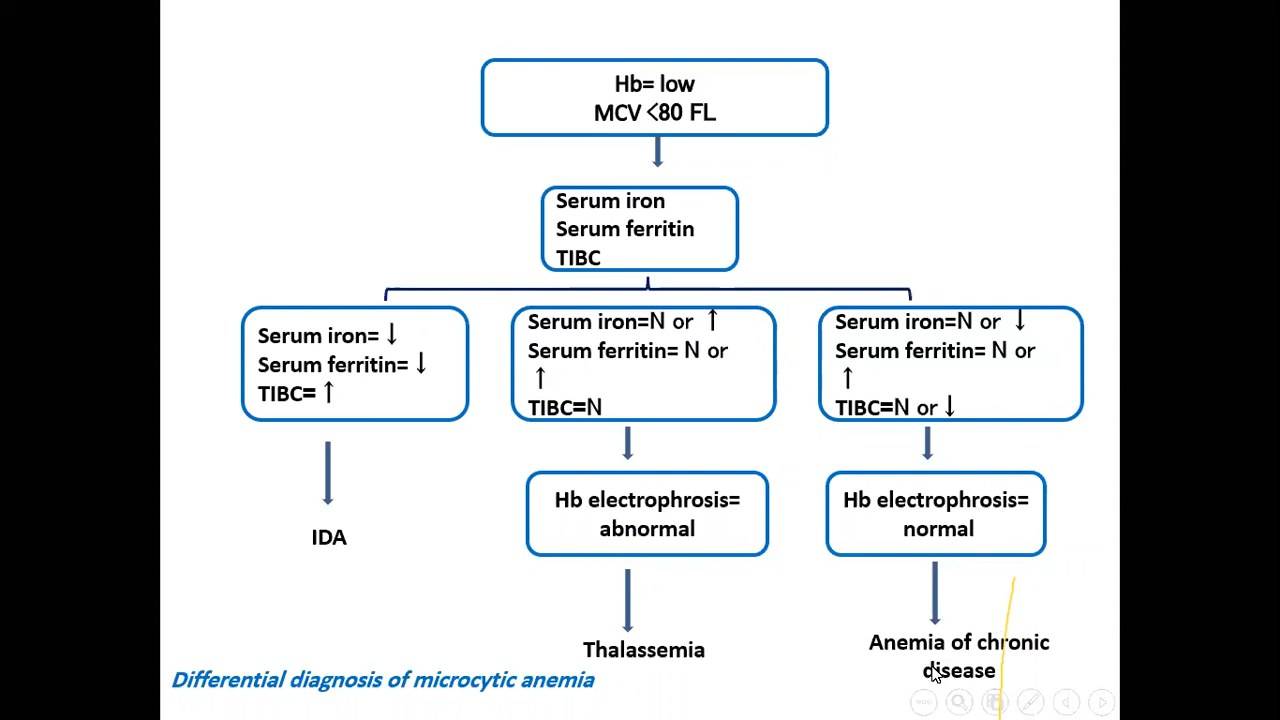 Hb= low
MCV <80 FL
Serum iron
Serum ferritin
TIBC
Serum iron= ↓
Serum ferritin= ↓
TIBC= ↑
Serum iron=N or ↑
Serum ferritin= N or
↑
TIBC=N
Serum iron=N or ↓
Serum ferritin= N or
↑
TIBC=N or ↓
IDA
Hb electrophrosis=
abnormal
Hb electrophrosis=
normal
Thalassemia
Anemia of chronic
disease
Differential diagnosis of microcytic anemia